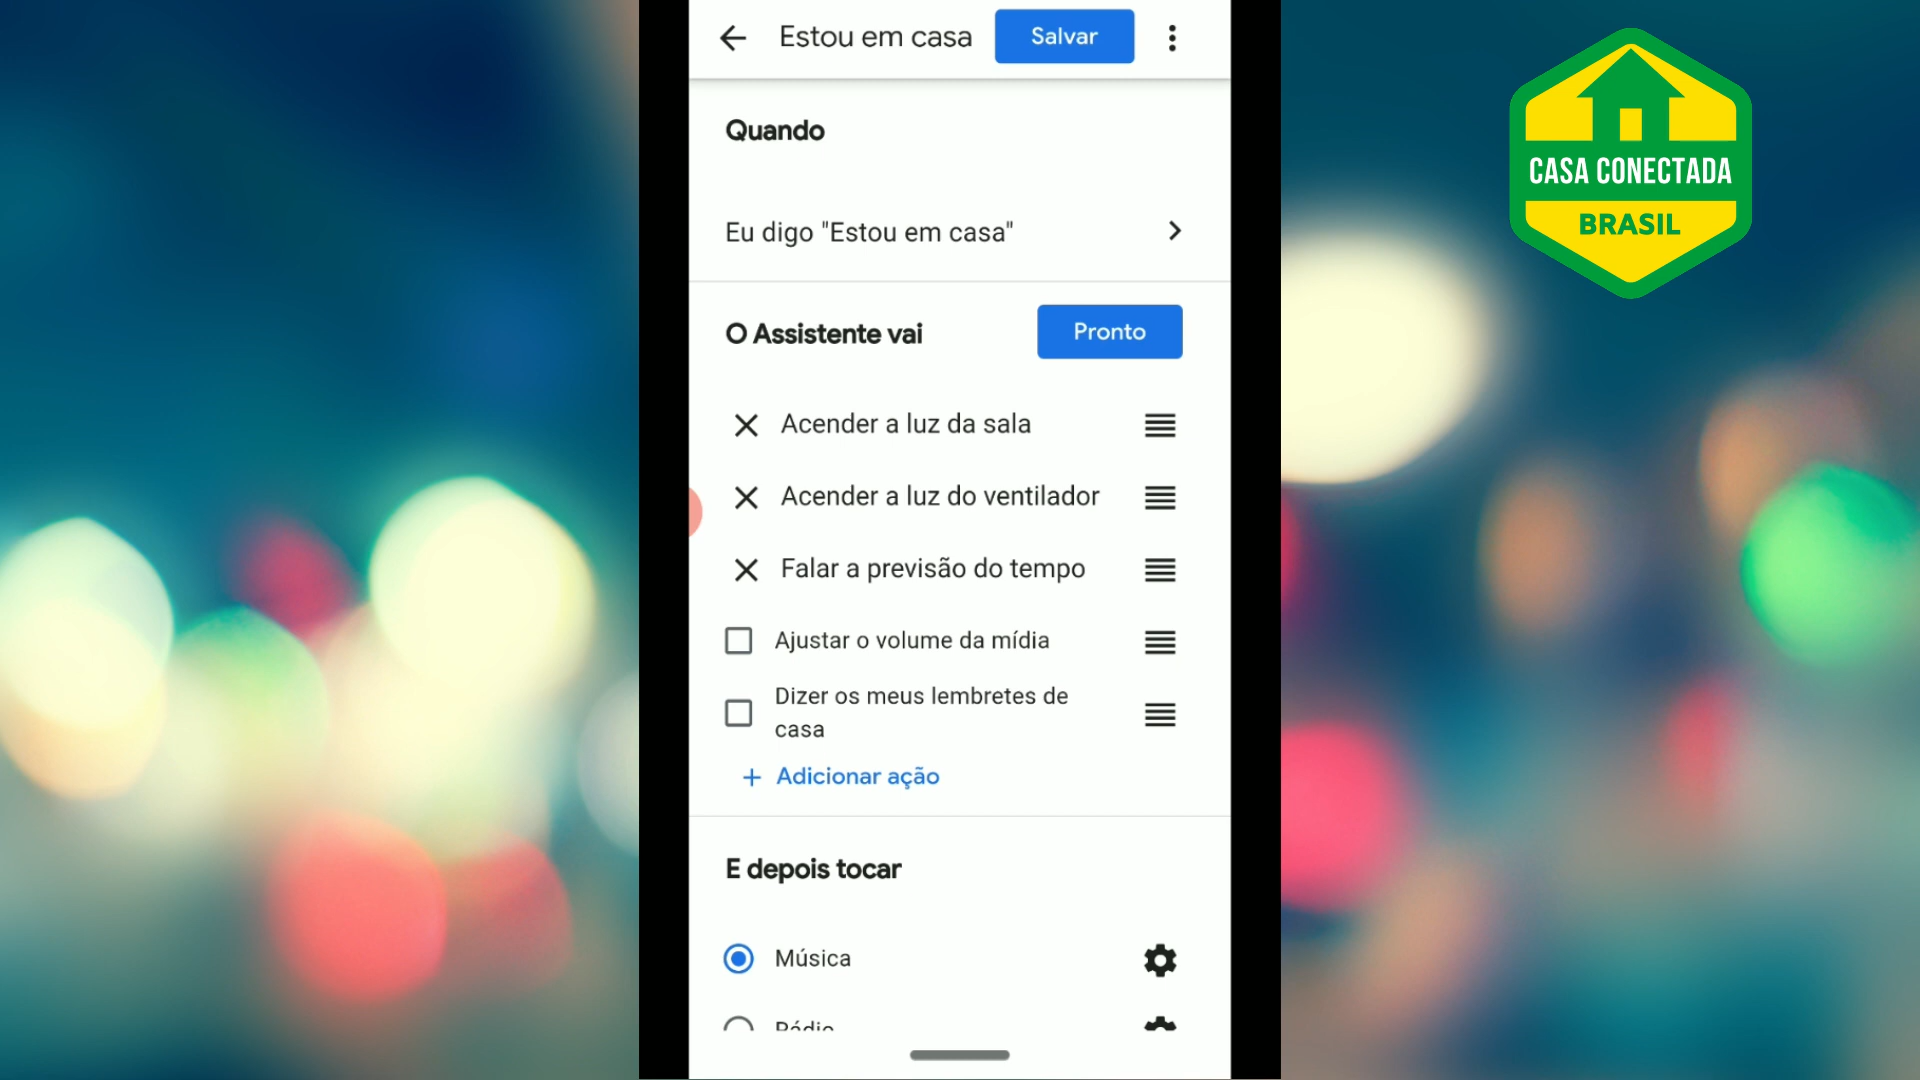 Estou em casa
Salvar
Quando
Eu digo "Estou em casa"
O Assistente vai
Pronto
Acender a luz da sala
Acender a luz do ventilador
Falar a previsão do tempo
Ajustar o volume da mídia
Dizer os meus lembretes de
casa
+ Adicionar ação
E depois tocar
Música
Rádio
CASA CONECTADA
BRASIL